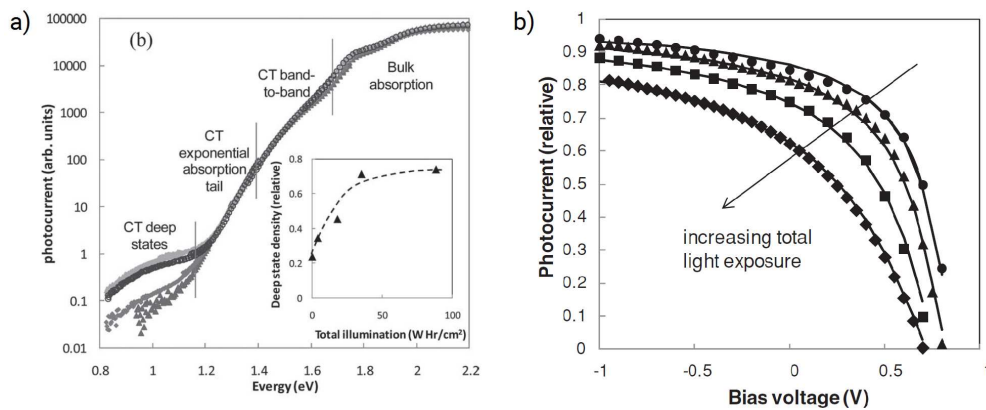 a)
(b)
photocurrent (arb. units)
100000
10000
1000
100
10
1
0.1
0.01
CT deep
states
CT
exponential
absorption
tail
CT band-
to-band
Bulk
absorption
Deep state density (relative)
0.8
0.6
0.4
0.2
0
0
50
100
Total illumination (W Hr/cm²)
0.8
1.0
1.2
1.4
1.6
1.8
2.0
2.2
Evergy (eV)
b)
Photocurrent (relative)
1
0.9
0.8
0.7
0.6
0.5
0.4
0.3
0.2
0.1
0
increasing total
light exposure
-1
-0.5
0
0.5
1
Bias voltage (V)